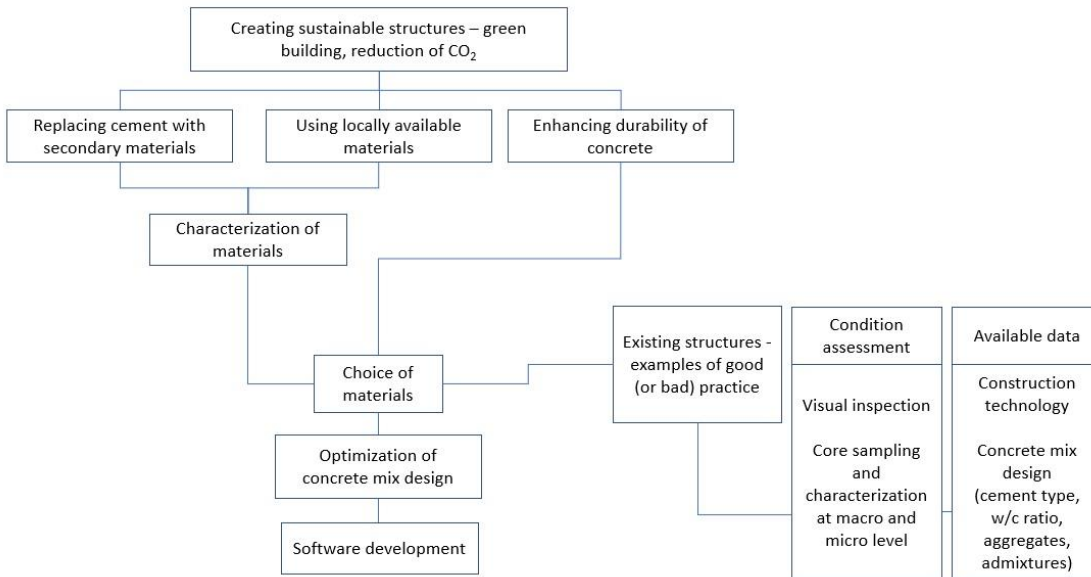 Creating sustainable structures – green
building, reduction of CO₂
Replacing cement with
secondary materials
Using locally available
materials
Enhancing durability of
concrete
Characterization of
materials
Choice of
materials
Optimization of
concrete mix design
Software development
Existing structures -
examples of good
(or bad) practice
Condition
assessment
Visual inspection
Core sampling
and
characterization
at macro and
micro level
Available data
Construction
technology
Concrete mix
design
(cement type,
w/c ratio,
aggregates,
admixtures)